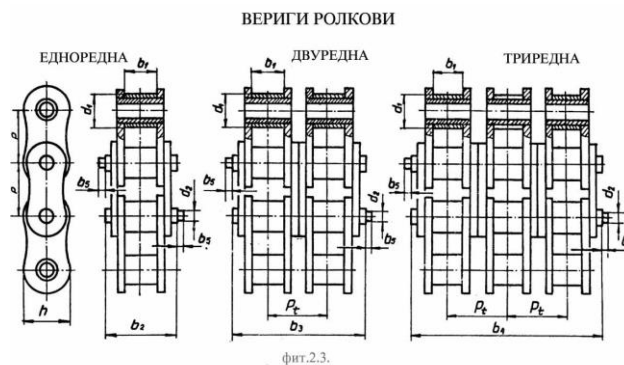 ВЕРИГИ РОЛКОВИ
ЕДНОРЕДНА
ДВУРЕДНА
ТРИРЕДНА
b₁
b₁
b₁
d₁
d₁
d₁
P
P
b₅
d₂
b₅
b₅
d₂
b₅
b₅
d₂
h
b₂
Pₜ
b₃
Pₜ
Pₜ
b₄
фит.2.3.